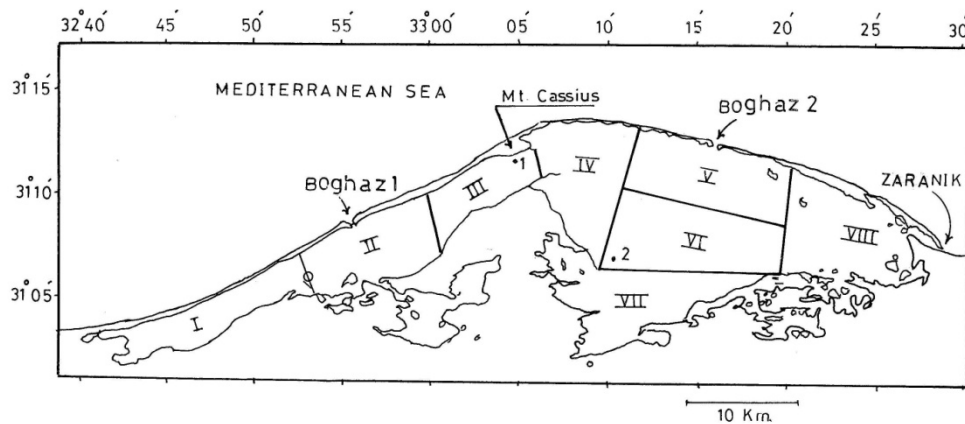 32° 40′ 45′ 50′ 55′ 33° 00′ 05′ 10′ 15′ 20′ 25′ 30′
31° 15′
MEDITERRANEAN SEA
Mt. Cassius
BOGHAZ 2
BOGHAZ 1
ZARANIK
31° 10′
31° 05′
1
2
I
II
III
IV
V
VI
VII
VIII
10 Km.